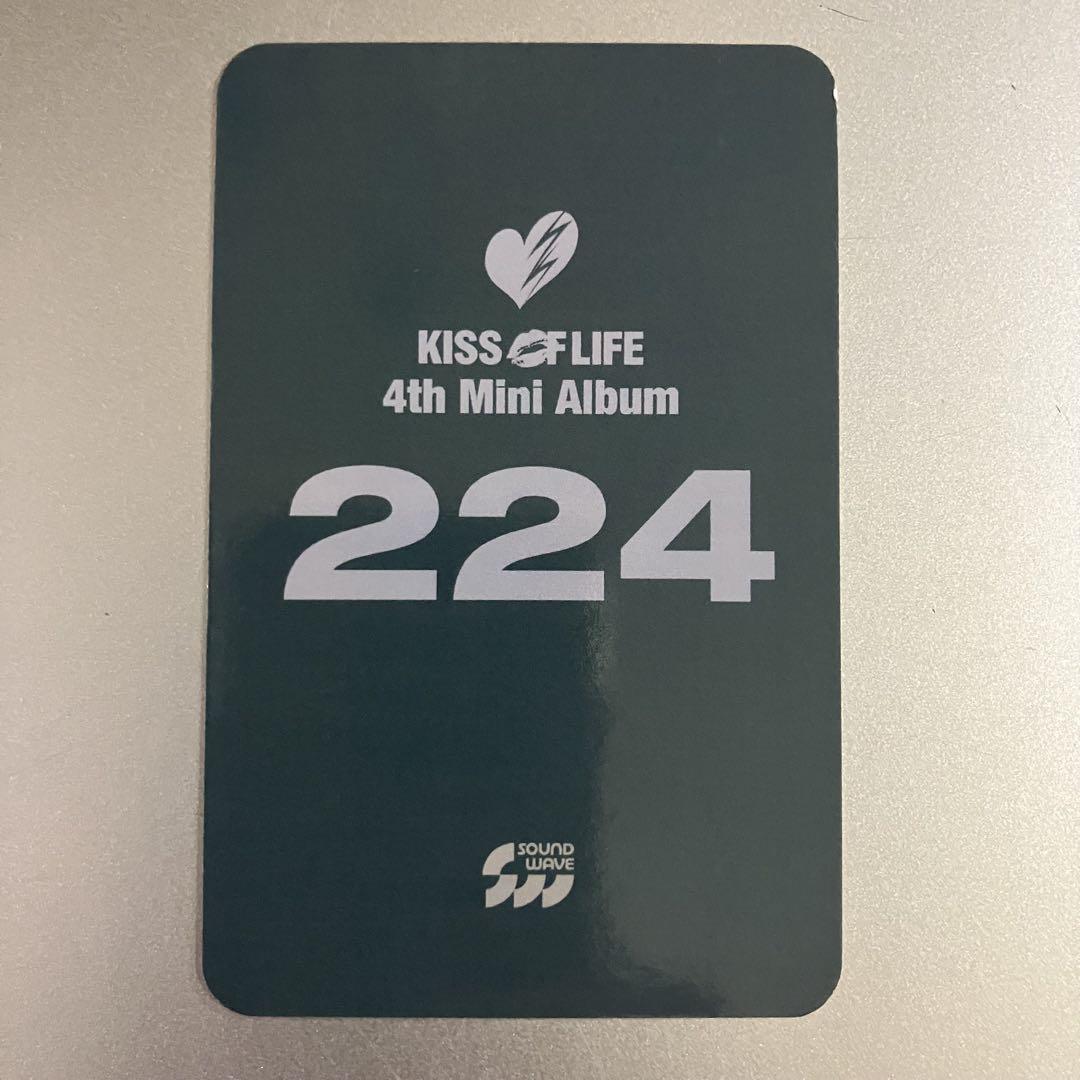 KISS OF LIFE
4th Mini Album
224
SOUND
WAVE